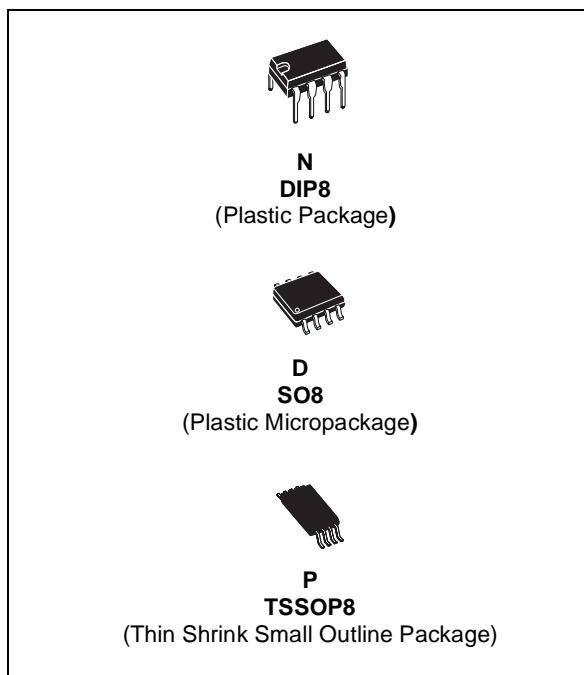 N
DIP8
(Plastic Package)
D
SO8
(Plastic Micropackage)
P
TSSOP8
(Thin Shrink Small Outline Package)